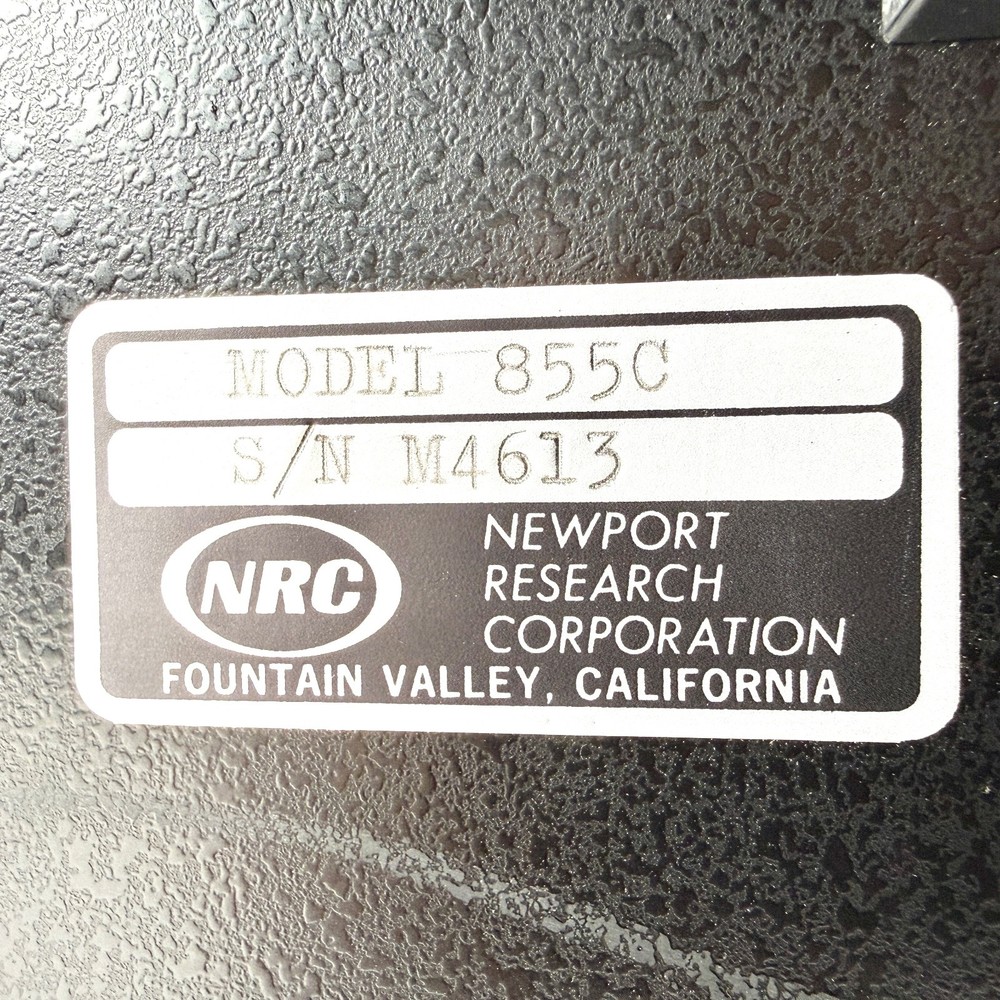 MODEL 855C
S/N M4613
NRC
NEWPORT
RESEARCH
CORPORATION
FOUNTAIN VALLEY, CALIFORNIA